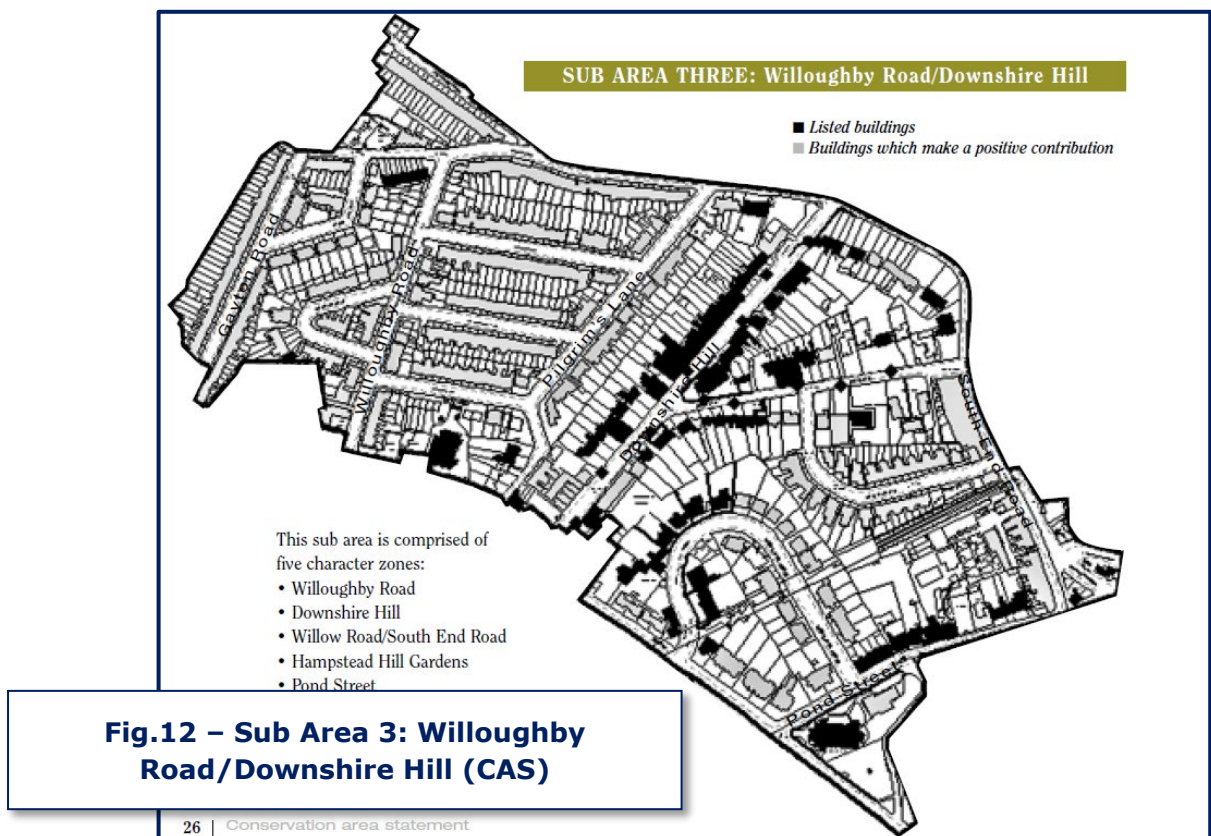 SUB AREA THREE: Willoughby Road/Downshire Hill
■ Listed buildings
■ Buildings which make a positive contribution
Gayton Road
Willoughby Road
Pilgrim's Lane
Downshire Hill
South End Road
Pond Street
This sub area is comprised of
five character zones:
• Willoughby Road
• Downshire Hill
• Willow Road/South End Road
• Hampstead Hill Gardens
• Pond Street
Fig.12 – Sub Area 3: Willoughby
Road/Downshire Hill (CAS)
26 | Conservation area statement